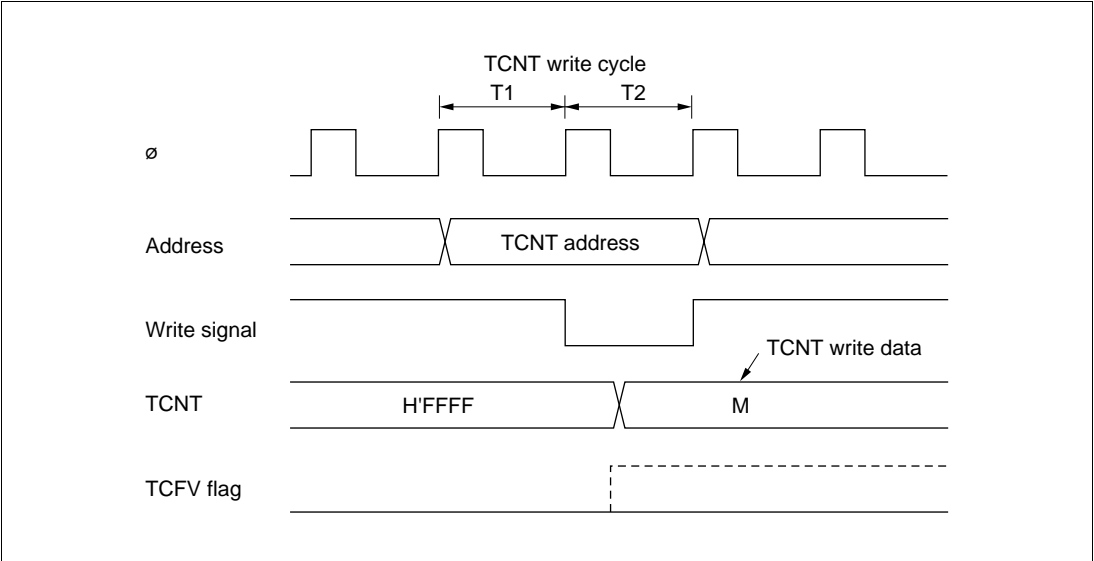 TCNT write cycle
T1 T2
ø
Address TCNT address
Write signal
TCNT write data
TCNT H'FFFF M
TCFV flag